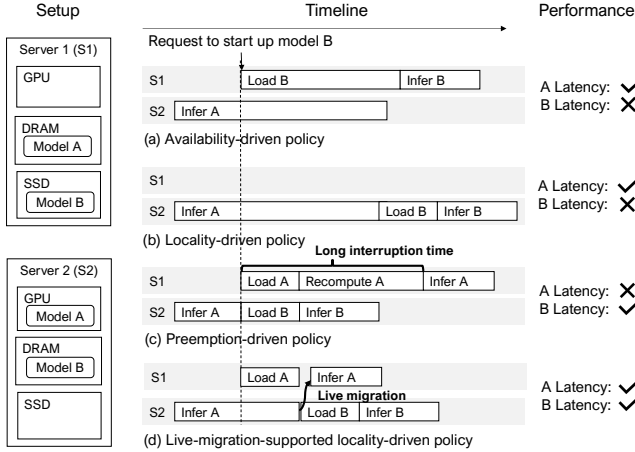 Setup
Timeline
Performance
Server 1 (S1)
GPU
DRAM
Model A
SSD
Model B
Server 2 (S2)
GPU
Model A
DRAM
Model B
SSD
Request to start up model B
S1
Load B
Infer B
S2
Infer A
(a) Availability-driven policy
A Latency:
B Latency:
S1
S2
Infer A
Load B
Infer B
(b) Locality-driven policy
A Latency:
B Latency:
Long interruption time
S1
Load A
Recompute A
Infer A
S2
Infer A
Load B
Infer B
(c) Preemption-driven policy
A Latency:
B Latency:
S1
Load A
Infer A
Live migration
S2
Infer A
Load B
Infer B
(d) Live-migration-supported locality-driven policy
A Latency:
B Latency: